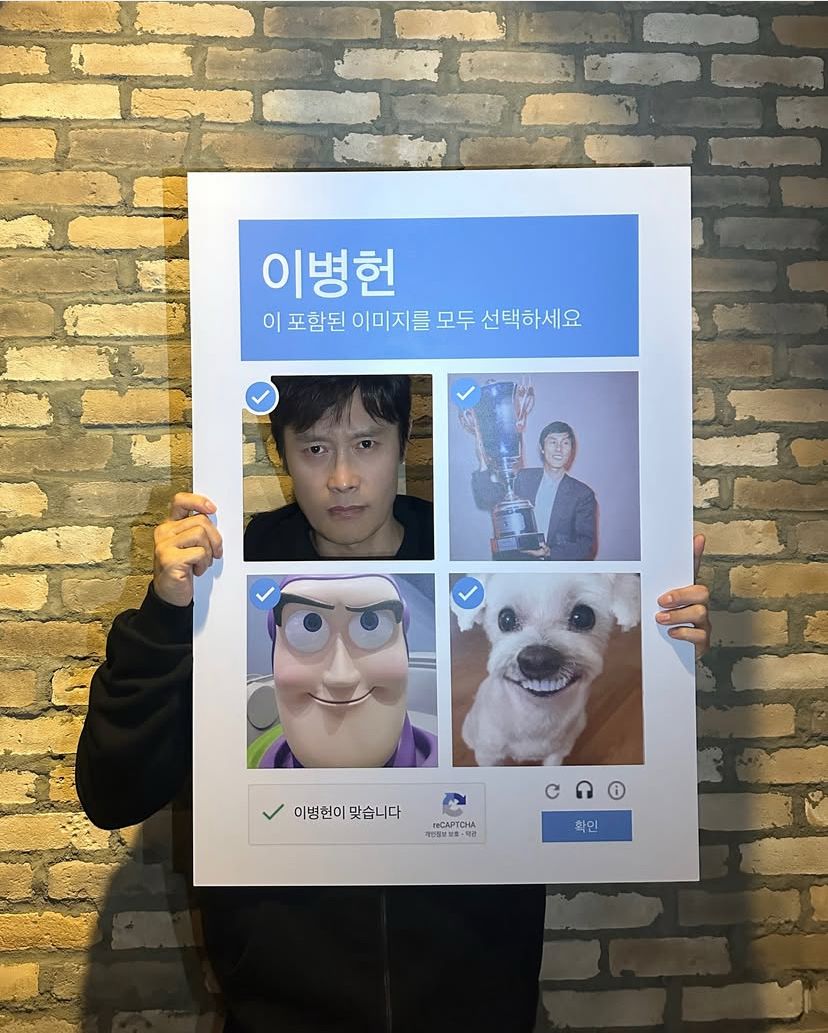 이병헌
이 포함된 이미지를 모두 선택하세요
이병헌이 맞습니다
reCAPTCHA
개인정보 보호 - 약관
확인